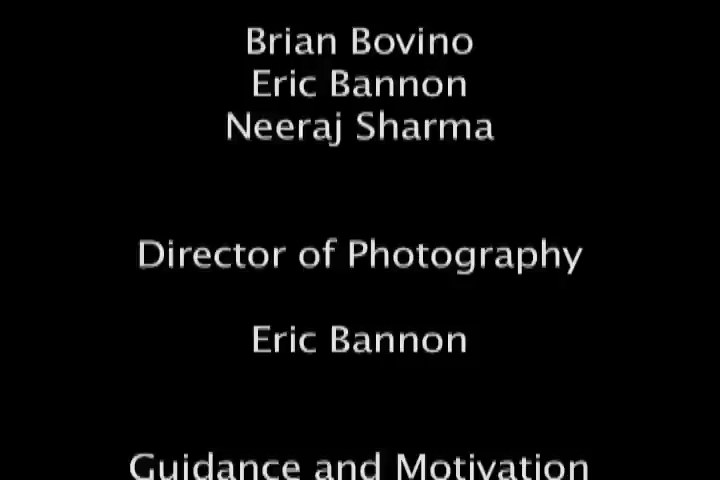 Brian Bovino
Eric Bannon
Neeraj Sharma
Director of Photography
Eric Bannon
Guidance and Motivation